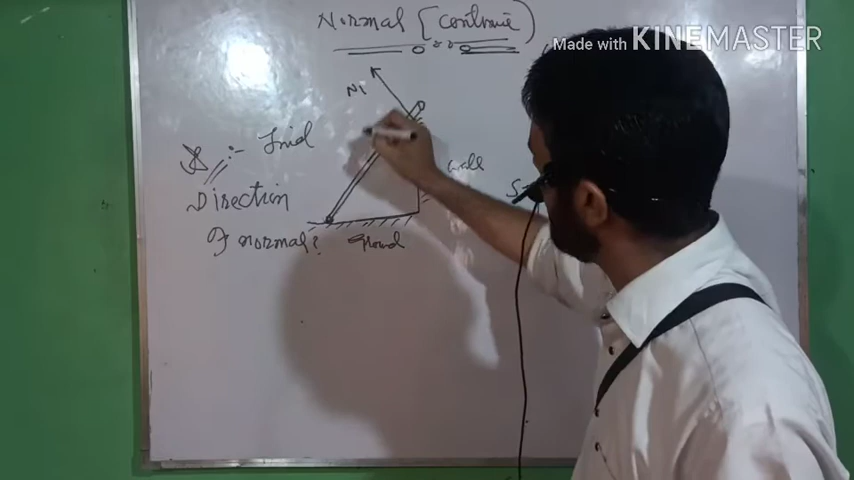 Made with KINEMASTER
Normal (continue)
N1
Q :- Find
Direction
of normal?
wall
Ground
S